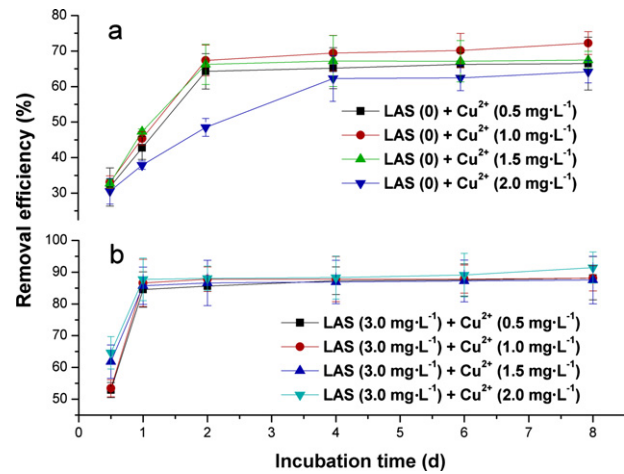 a
80
70
60
50
40
30
20
LAS (0) + Cu²⁺ (0.5 mg·L⁻¹)
LAS (0) + Cu²⁺ (1.0 mg·L⁻¹)
LAS (0) + Cu²⁺ (1.5 mg·L⁻¹)
LAS (0) + Cu²⁺ (2.0 mg·L⁻¹)
Removal efficiency (%)
b
100
90
80
70
60
50
LAS (3.0 mg·L⁻¹) + Cu²⁺ (0.5 mg·L⁻¹)
LAS (3.0 mg·L⁻¹) + Cu²⁺ (1.0 mg·L⁻¹)
LAS (3.0 mg·L⁻¹) + Cu²⁺ (1.5 mg·L⁻¹)
LAS (3.0 mg·L⁻¹) + Cu²⁺ (2.0 mg·L⁻¹)
0 1 2 3 4 5 6 7 8
Incubation time (d)